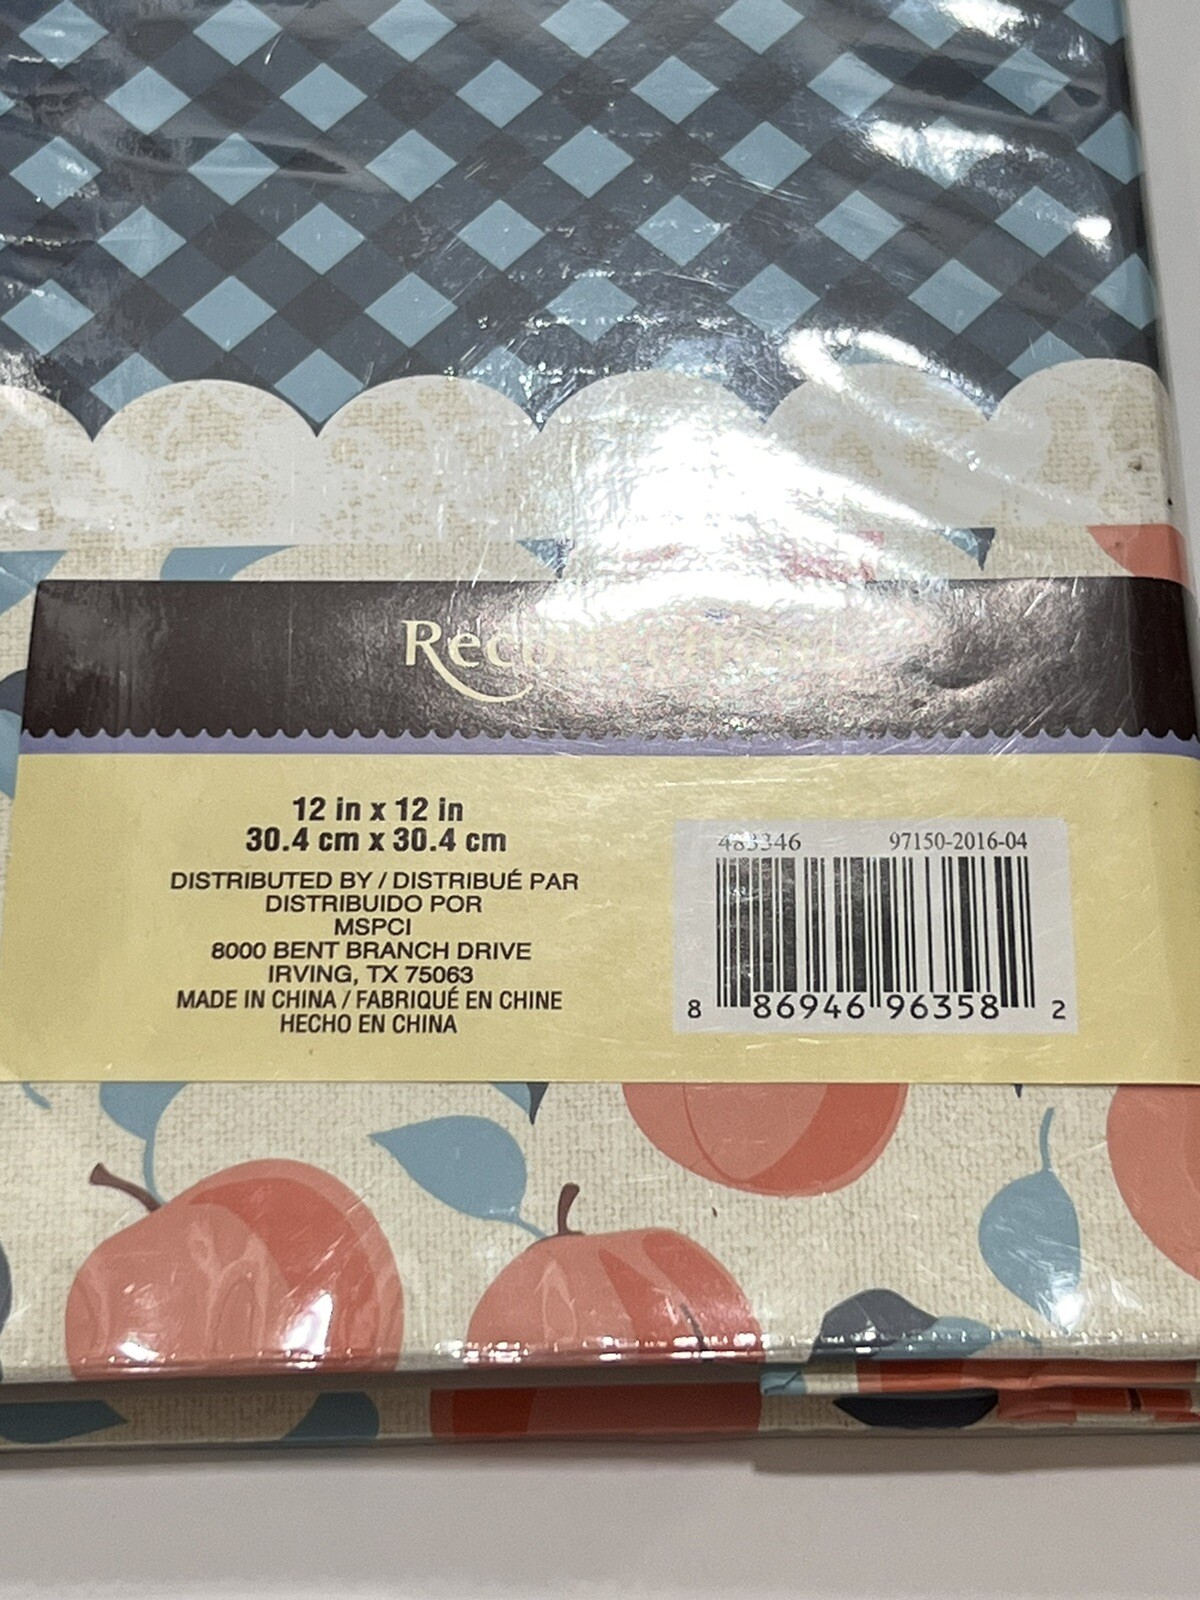 12 in x 12 in
30.4 cm x 30.4 cm
DISTRIBUTED BY / DISTRIBUÉ PAR
DISTRIBUIDO POR
MSPCI
8000 BENT BRANCH DRIVE
IRVING, TX 75063
MADE IN CHINA / FABRIQUÉ EN CHINE
HECHO EN CHINA
483346 97150-2016-04
8 86946 96358 2